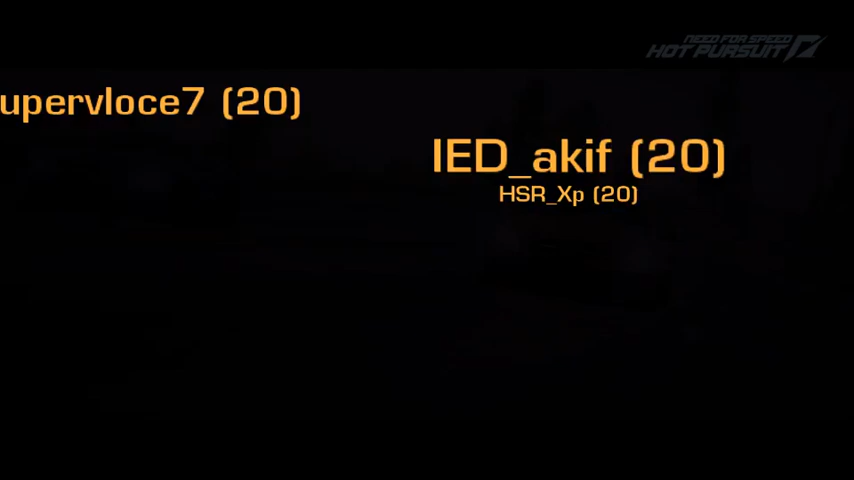 NEED FOR SPEED
HOT PURSUIT
upervloce7 (20)
IED_akif (20)
HSR_Xp (20)